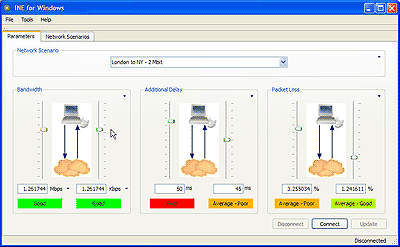 INE for Windows
File Tools Help
Parameters Network Scenarios
Network Scenario
London to NY - 2 Mbit
Bandwidth Additional Delay Packet Loss
1.261744 Mbps 1.261744 Kbps 50 ms 45 ms 3.255034 % 1.241611 %
Good Good Poor Average - Poor Average - Poor Average - Good
Disconnect Connect Update
Disconnected